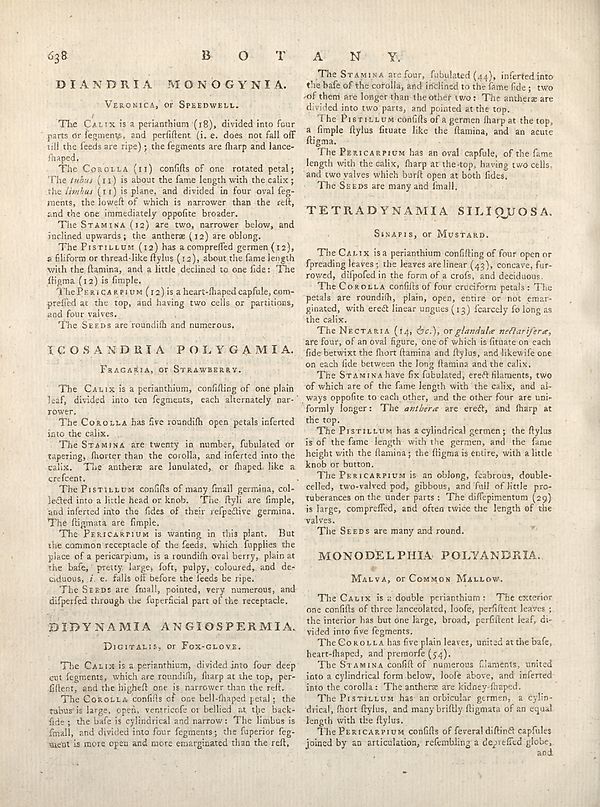 638
B O T A N Y.
DIANDRIA MONOGYNIA.
VERONICA, or SPEEDWELL.
The CALIX is a perianthium (18), divided into four
parts or ſegments, and perſiſtent (i. e. does not fall off
till the ſeeds are ripe); the ſegments are ſharp and lance-
ſhaped.
The COROLLA (11) conſiſts of one rotated petal;
The tubus (11) is about the ſame length with the calix;
the limbus (11) is plane, and divided in four oval ſeg-
ments, the loweſt of which is narrower than the reſt,
and the one immediately oppoſite broader.
The STAMINA (12) are two, narrower below, and
inclined upwards; the antheræ (12) are oblong.
The PISTILLUM (12) has a compreſſed germen (12),
a filiform or thread-like ſtylus (12), about the ſame length
with the ſtamina, and a little declined to one ſide: The
ſtigma (12) is ſimple.
The PERICARPIUM (12) is a heart-ſhaped capſule, com-
preſſed at the top, and having two cells or partitions,
and four valves.
The SEEDS are roundiſh and numerous.
ICOSANDRIA POLYGAMIA.
FRAGARIA, or STRAWBERRY.
The CALIX is a perianthium, conſiſting of one plain
leaf, divided into ten ſegments, each alternately nar-
rower.
The COROLLA has five roundiſh open petals inſerted
into the calix.
The STAMINA are twenty in number, ſubulated or
tapering, ſhorter than the corolla, and inſerted into the
calix. The antheræ are lunulated, or ſhaped like a
creſcent.
The PISTILLUM conſiſts of many ſmall germina, col-
lected into a little head or knob. The ſtyli are ſimple,
and inſerted into the ſides of their reſpective germina.
The ſtigmata are ſimple.
The PERICARPIUM is wanting in this plant. But
the common receptacle of the ſeeds, which ſupplies the
place of a pericarpium, is a roundiſh oval berry, plain at
the baſe, pretty large, ſoft, pulpy, coloured, and de-
ciduous, i. e. falls off before the ſeeds be ripe.
The SEEDS are ſmall, pointed, very numerous, and
diſperſed through the ſuperficial part of the receptacle.
DIDYNAMIA ANGIOSPERMIA.
DIGITALIS, or FOX-GLOVE.
The CALIX is a perianthium, divided into four deep
cut ſegments, which are roundiſh, ſharp at the top, per-
ſiſtent, and the higheſt one is narrower than the reſt.
The COROLLA conſiſts of one bell-ſhaped petal; the
tubus is large, open, ventricoſe or bellied at the back-
ſide; the baſe is cylindrical and narrow: The limbus is
ſmall, and divided into four ſegments; the ſuperior ſeg-
ment is more open and more emarginated than the reſt.
The STAMINA are four, ſubulated (44), inſerted into
the baſe of the corolla, and inclined to the ſame ſide; two
of them are longer than the other two: The antheræ are
divided into two parts, and pointed at the top.
The PISTILLUM conſiſts of a germen ſharp at the top,
a ſimple ſtylus ſituate like the ſtamina, and an acute
ſtigma.
The PERICARPIUM has an oval capſule, of the ſame
length with the calix, ſharp at the top, having two cells,
and two valves which burſt open at both ſides.
The SEEDS are many and ſmall.
TETRADYNAMIA SILIQUOSA.
SINAPIS, or MUSTARD.
The CALIX is a perianthium conſiſting of four open or
ſpreading leaves; the leaves are linear (43), concave, fur-
rowed, diſpoſed in the form of a croſs, and deciduous.
The COROLLA conſiſts of four cruciform petals: The
petals are roundiſh, plain, open, entire or not emar-
ginated, with erect linear ungues (13) ſcarcely ſo long as
the calix.
The NECTARIA (14, &c.), or glandulæ nectariferæ,
are four, of an oval figure, one of which is ſituate on each
ſide betwixt the ſhort ſtamina and ſtylus, and likewiſe one
on each ſide between the long ſtamina and the calix.
The STAMINA have ſix ſubulated, erect filaments, two
of which are of the ſame length with the calix, and al-
ways oppoſite to each other, and the other four are uni-
formly longer: The antheræ are erect, and ſharp at
the top.
The PISTILLUM has a cylindrical germen; the ſtylus
is of the ſame length with the germen, and the ſame
height with the ſtamina; the ſtigma is entire, with a little
knob or button.
The PERICARPIUM is an oblong, ſcabrous, double-
celled, two-valved pod, gibbous, and full of little pro-
tuberances on the under parts: The diſſepimentum (29)
is large, compreſſed, and often twice the length of the
valves.
The SEEDS are many and round.
MONODELPHIA POLYANDRIA.
MALVA, or COMMON MALLOW.
The CALIX is a double perianthium: The exterior
one conſiſts of three lanceolated, looſe, perſiſtent leaves;
the interior has but one large, broad, perſiſtent leaf, di-
vided into five ſegments.
The COROLLA has five plain leaves, united at the baſe,
heart-ſhaped, and premorſe (54).
The STAMINA conſiſt of numerous filaments, united
into a cylindrical form below, looſe above, and inſerted
into the corolla: The antheræ are kidney-ſhaped.
The PISTILLUM has an orbicular germen, a cylin-
drical, ſhort ſtylus, and many briſtly ſtigmata of an equal
length with the ſtylus.
The PERICARPIUM conſiſts of ſeveral diſtinct capſules
joined by an articulation, reſembling a depreſſed globe,
and